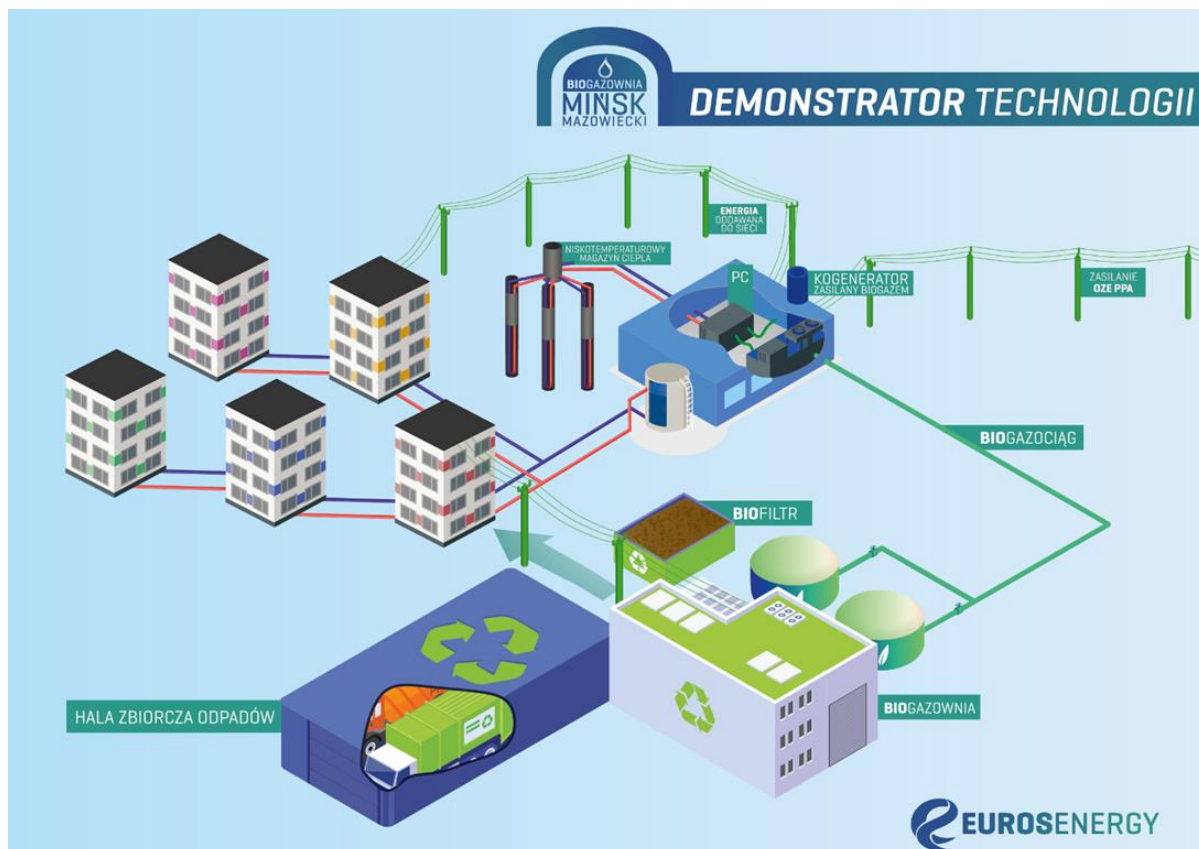 BIOGAZOWNIA
MIŃSK
MAZOWIECKI
DEMONSTRATOR TECHNOLOGII
ENERGIA
ODDAWANA
DO SIECI
NISKOTEMPERATUROWY
MAGAZYN CIEPŁA
PC
KOGENERATOR
ZASILANY BIOGAZEM
ZASILANIE
OZE PPA
BIOGAZOCIĄG
BIOFILTR
HALA ZBIORCZA ODPADÓW
BIOGAZOWNIA
EUROSENERGY